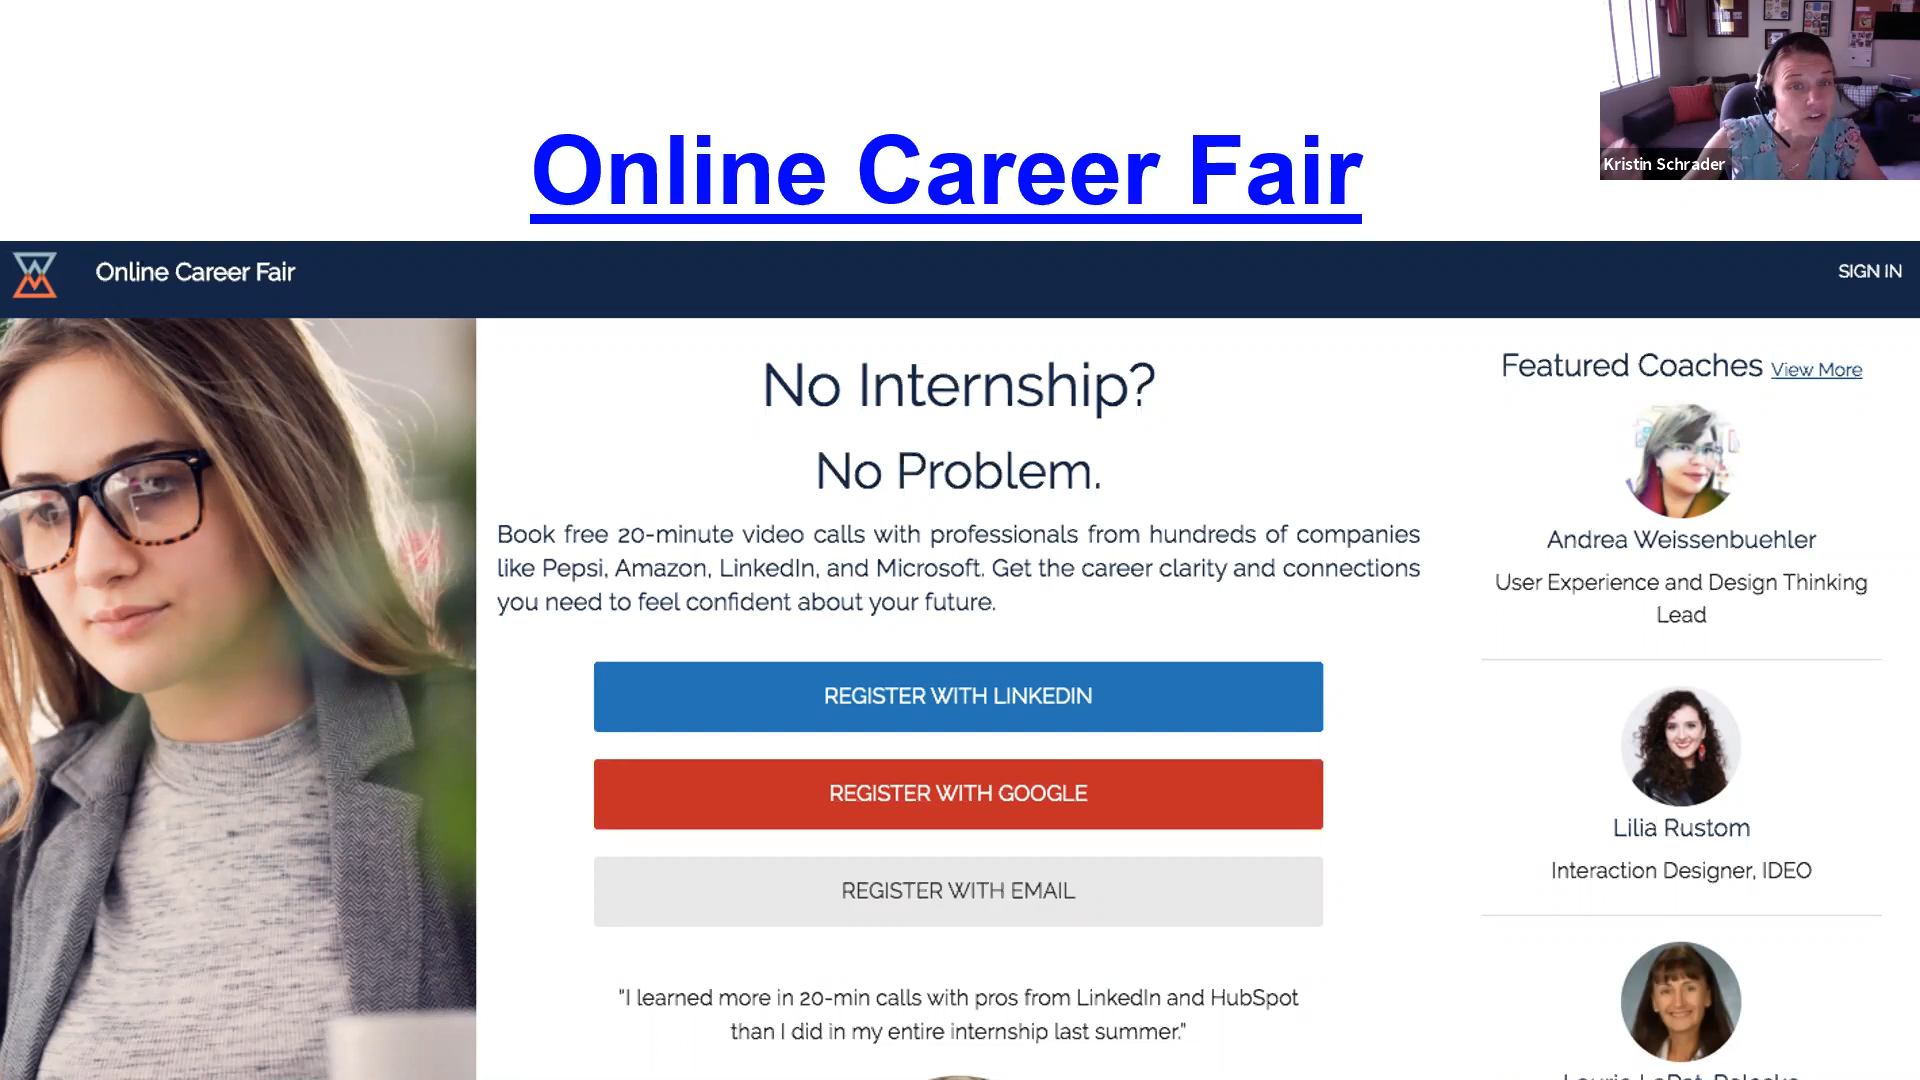 Online Career Fair
Kristin Schrader
Online Career Fair
SIGN IN
No Internship?
No Problem.
Book free 20-minute video calls with professionals from hundreds of companies
like Pepsi, Amazon, LinkedIn, and Microsoft. Get the career clarity and connections
you need to feel confident about your future.
REGISTER WITH LINKEDIN
REGISTER WITH GOOGLE
REGISTER WITH EMAIL
"I learned more in 20-min calls with pros from LinkedIn and HubSpot
than I did in my entire internship last summer."
Featured Coaches View More
Andrea Weissenbuehler
User Experience and Design Thinking
Lead
Lilia Rustom
Interaction Designer, IDEO